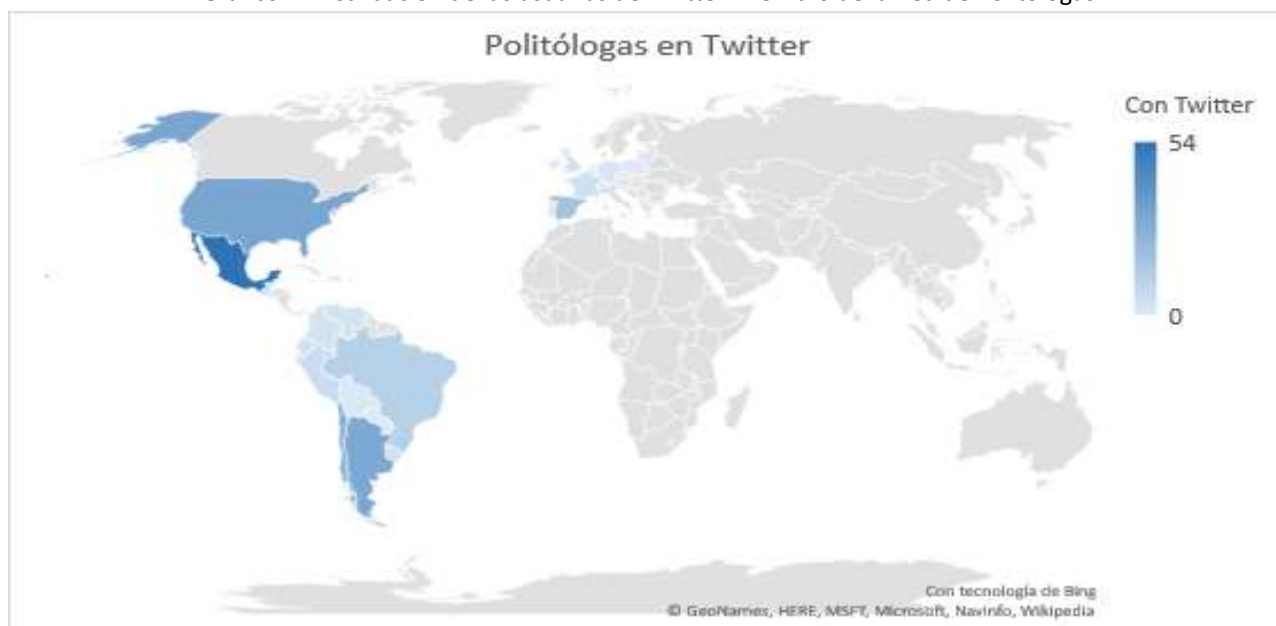 Politólogas en Twitter
Con Twitter
54
0
Con tecnología de Bing
© GeoNames, HERE, MSFT, Microsoft, NavInfo, Wikipedia